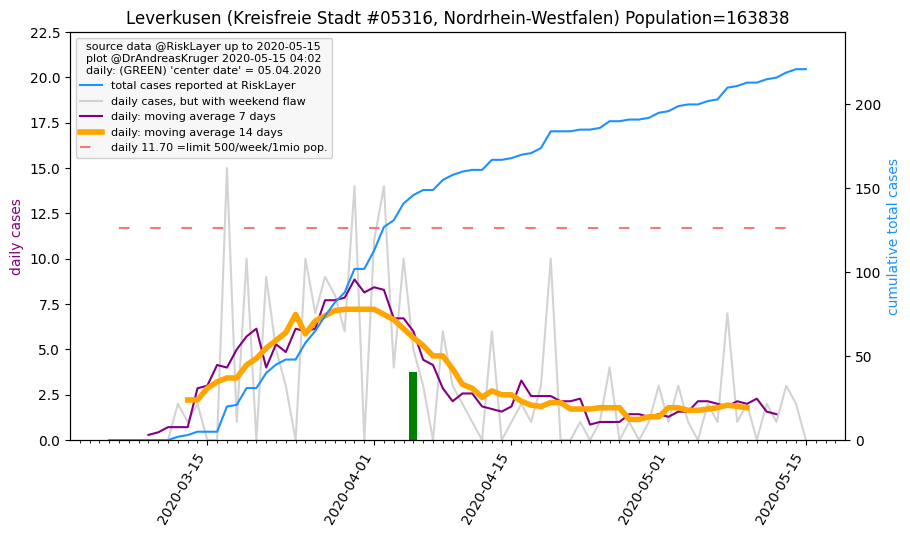 Leverkusen (Kreisfreie Stadt #05316, Nordrhein-Westfalen) Population=163838
source data @RiskLayer up to 2020-05-15
plot @DrAndreasKruger 2020-05-15 04:02
daily: (GREEN) 'center date' = 05.04.2020
total cases reported at RiskLayer
daily cases, but with weekend flaw
daily: moving average 7 days
daily: moving average 14 days
daily 11.70 =limit 500/week/1mio pop.
daily cases
22.5
20.0
17.5
15.0
12.5
10.0
7.5
5.0
2.5
0.0
200
150
100
50
0
cumulative total cases
2020-03-15
2020-04-01
2020-04-15
2020-05-01
2020-05-15